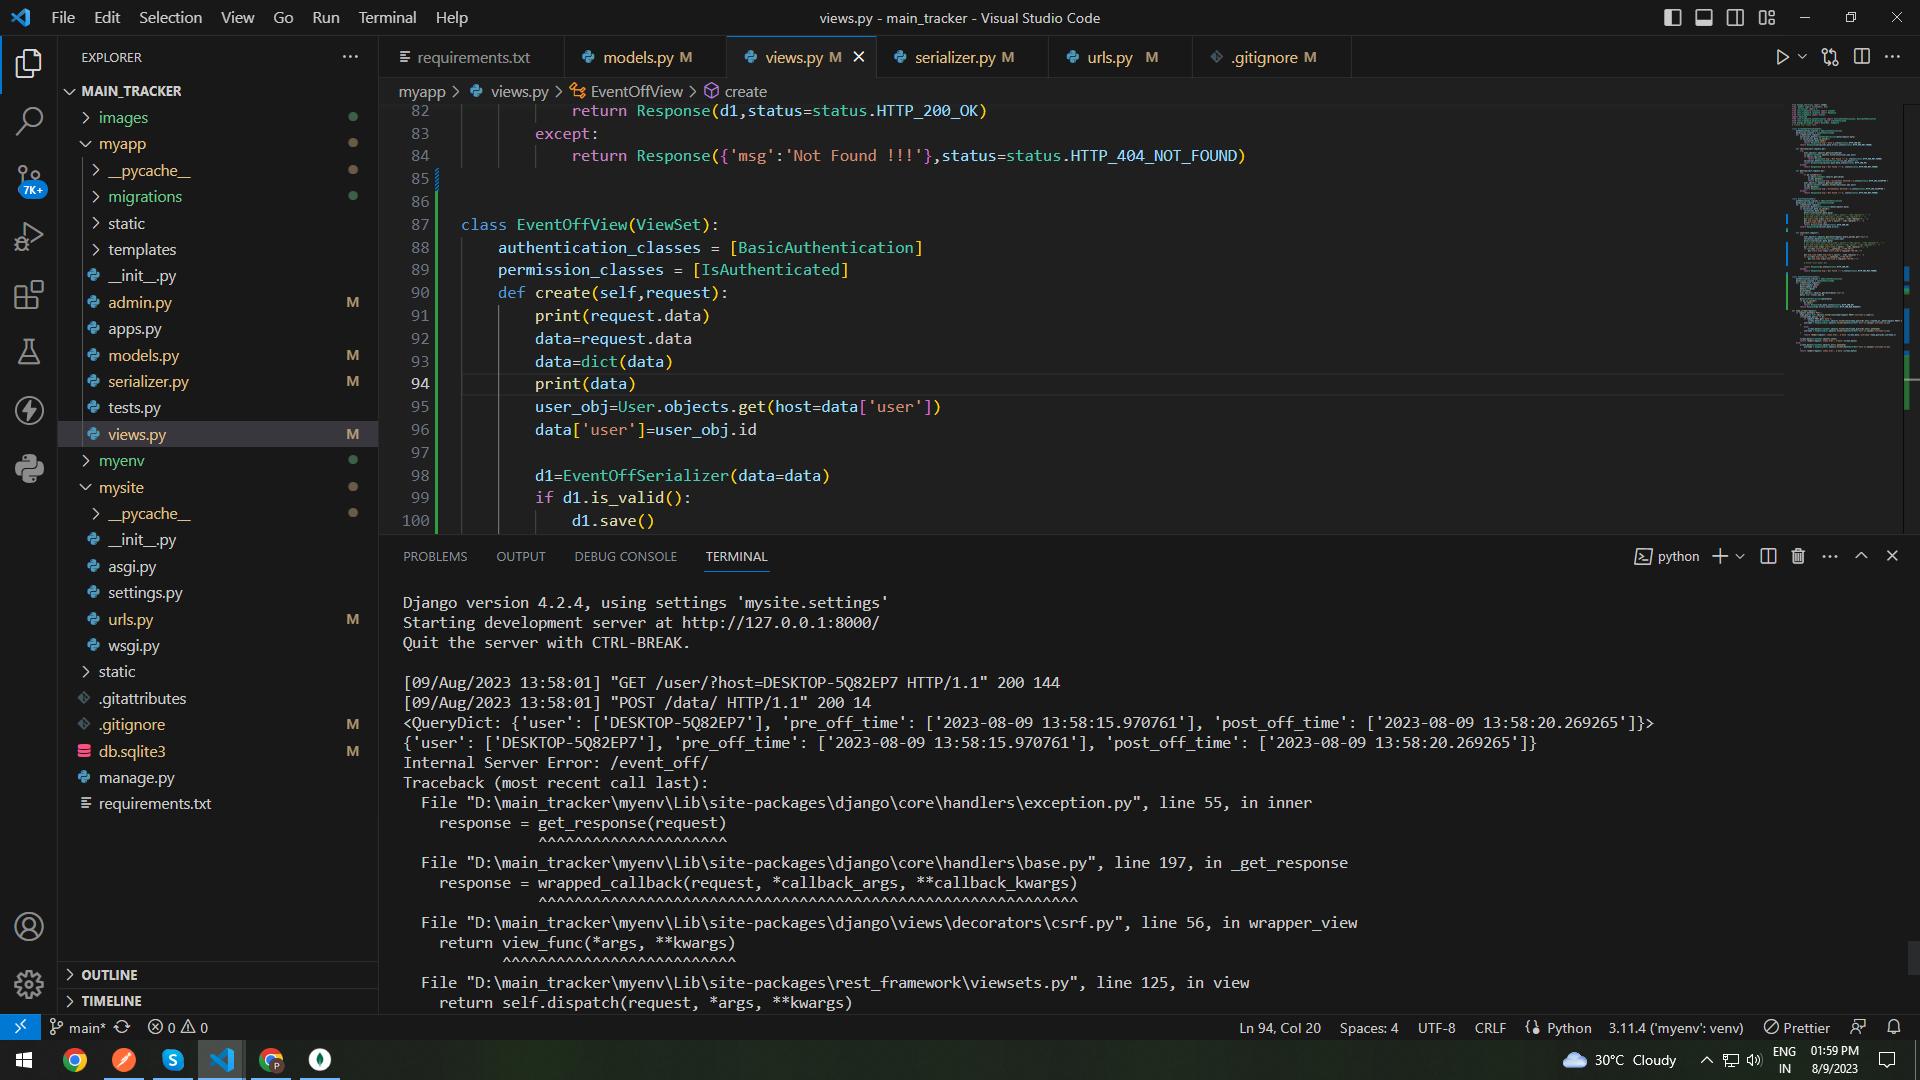 File Edit Selection View Go Run Terminal Help
views.py - main_tracker - Visual Studio Code
EXPLORER
requirements.txt
models.py M
views.py M
serializer.py M
urls.py M
.gitignore M
MAIN_TRACKER
images
myapp
__pycache__
migrations
static
templates
__init__.py
admin.py M
apps.py
models.py M
serializer.py M
tests.py
views.py M
myenv
mysite
__pycache__
__init__.py
asgi.py
settings.py
urls.py M
wsgi.py
static
.gitattributes
.gitignore M
db.sqlite3 M
manage.py
requirements.txt
OUTLINE
TIMELINE
7K+
myapp > views.py > EventOffView > create
82 return Response(d1,status=status.HTTP_200_OK)
83 except:
84 return Response({'msg':'Not Found !!!'},status=status.HTTP_404_NOT_FOUND)
85
86
87 class EventOffView(ViewSet):
88 authentication_classes = [BasicAuthentication]
89 permission_classes = [IsAuthenticated]
90 def create(self,request):
91 print(request.data)
92 data=request.data
93 data=dict(data)
94 print(data)
95 user_obj=User.objects.get(host=data['user'])
96 data['user']=user_obj.id
97
98 d1=EventOffSerializer(data=data)
99 if d1.is_valid():
100 d1.save()
PROBLEMS OUTPUT DEBUG CONSOLE TERMINAL
python
Django version 4.2.4, using settings 'mysite.settings'
Starting development server at http://127.0.0.1:8000/
Quit the server with CTRL-BREAK.
[09/Aug/2023 13:58:01] "GET /user/?host=DESKTOP-5Q82EP7 HTTP/1.1" 200 144
[09/Aug/2023 13:58:01] "POST /data/ HTTP/1.1" 200 14
<QueryDict: {'user': ['DESKTOP-5Q82EP7'], 'pre_off_time': ['2023-08-09 13:58:15.970761'], 'post_off_time': ['2023-08-09 13:58:20.269265']}>
{'user': ['DESKTOP-5Q82EP7'], 'pre_off_time': ['2023-08-09 13:58:15.970761'], 'post_off_time': ['2023-08-09 13:58:20.269265']}
Internal Server Error: /event_off/
Traceback (most recent call last):
File "D:\main_tracker\myenv\Lib\site-packages\django\core\handlers\exception.py", line 55, in inner
response = get_response(request)
^^^^^^^^^^^^^^^^^^^^^
File "D:\main_tracker\myenv\Lib\site-packages\django\core\handlers\base.py", line 197, in _get_response
response = wrapped_callback(request, *callback_args, **callback_kwargs)
^^^^^^^^^^^^^^^^^^^^^^^^^^^^^^^^^^^^^^^^^^^^^^^^^^^^^^^^^^^^
File "D:\main_tracker\myenv\Lib\site-packages\django\views\decorators\csrf.py", line 56, in wrapper_view
return view_func(*args, **kwargs)
^^^^^^^^^^^^^^^^^^^^^^^^^^
File "D:\main_tracker\myenv\Lib\site-packages\rest_framework\viewsets.py", line 125, in view
return self.dispatch(request, *args, **kwargs)
main* 0 0
Ln 94, Col 20 Spaces: 4 UTF-8 CRLF Python 3.11.4 ('myenv': venv) Prettier
30°C Cloudy
ENG
IN
01:59 PM
8/9/2023